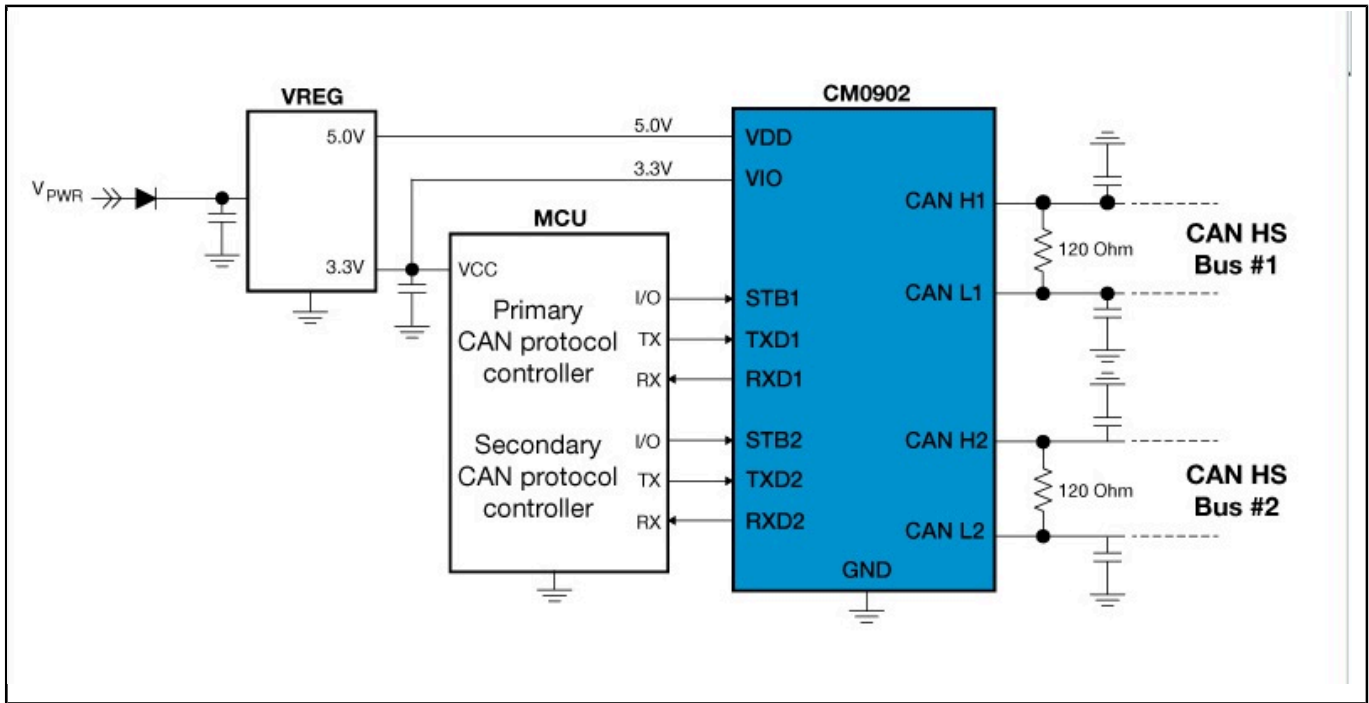 VREG
5.0V
3.3V
V PWR
MCU
VCC
Primary
CAN protocol
controller
I/O
TX
RX
Secondary
CAN protocol
controller
I/O
TX
RX
5.0V
3.3V
CM0902
VDD
VIO
STB1
TXD1
RXD1
STB2
TXD2
RXD2
GND
CAN H1
CAN L1
CAN H2
CAN L2
120 Ohm
CAN HS
Bus #1
120 Ohm
CAN HS
Bus #2